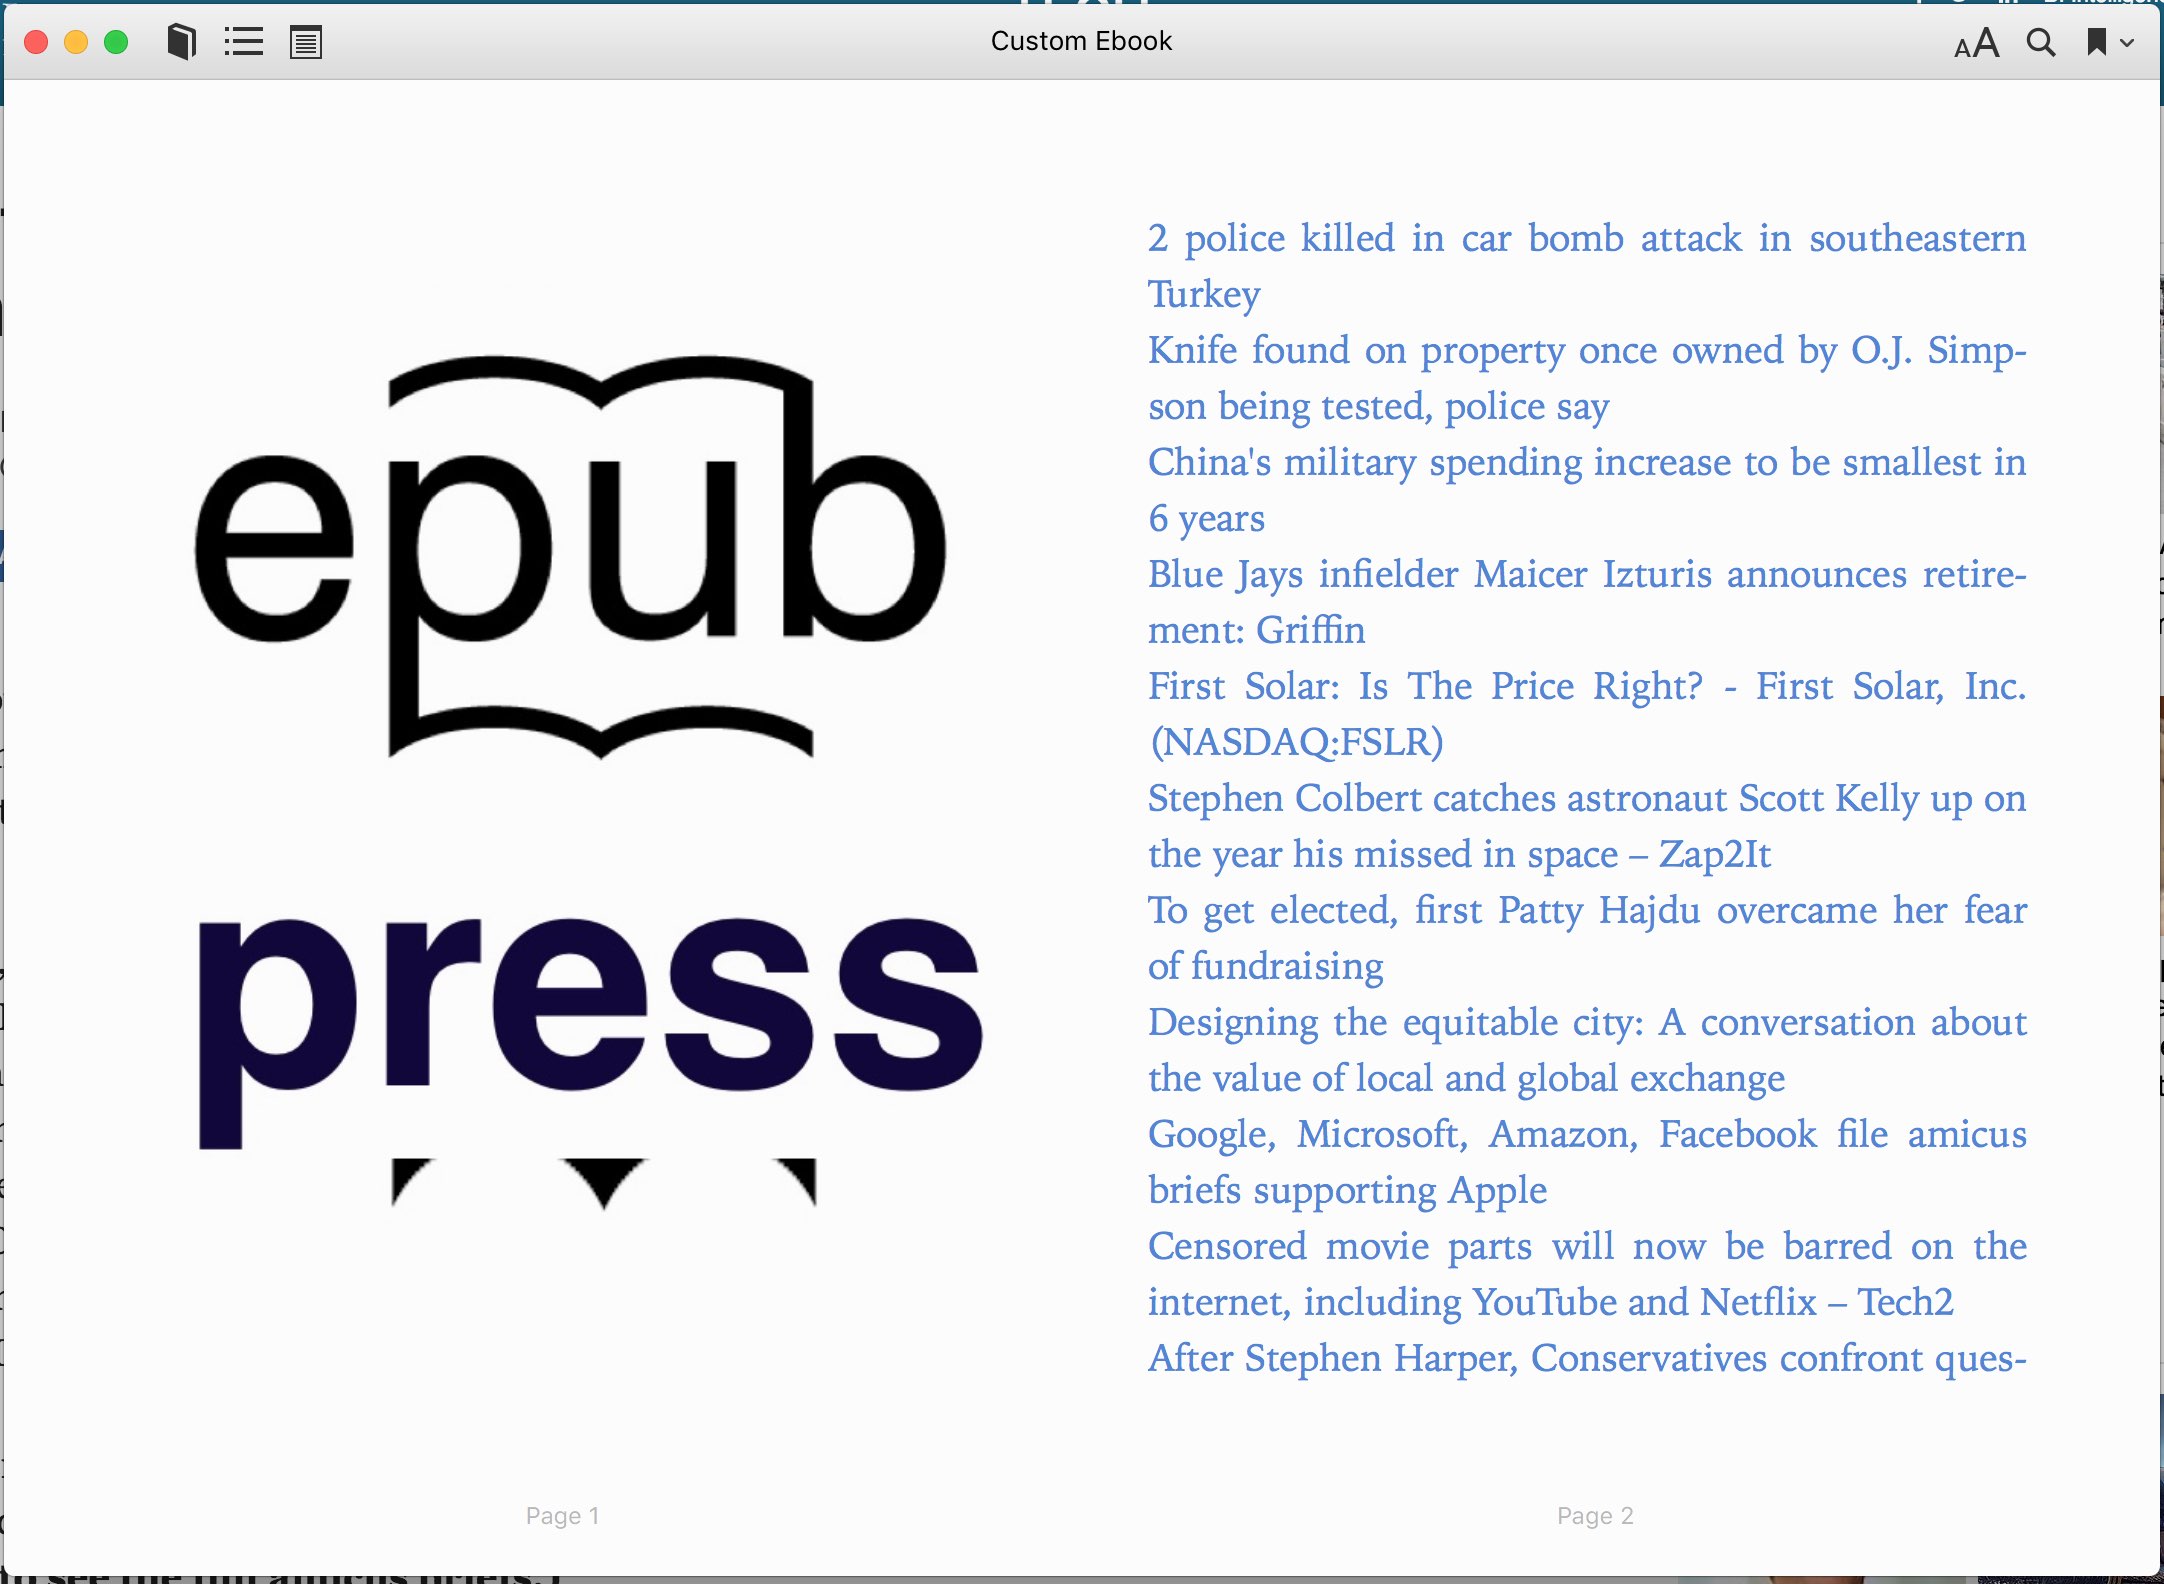 Custom Ebook
AA
epub
press
2 police killed in car bomb attack in southeastern
Turkey
Knife found on property once owned by O.J. Simp-
son being tested, police say
China's military spending increase to be smallest in
6 years
Blue Jays infielder Maicer Izturis announces retire-
ment: Griffin
First Solar: Is The Price Right? - First Solar, Inc.
(NASDAQ:FSLR)
Stephen Colbert catches astronaut Scott Kelly up on
the year his missed in space – Zap2It
To get elected, first Patty Hajdu overcame her fear
of fundraising
Designing the equitable city: A conversation about
the value of local and global exchange
Google, Microsoft, Amazon, Facebook file amicus
briefs supporting Apple
Censored movie parts will now be barred on the
internet, including YouTube and Netflix – Tech2
After Stephen Harper, Conservatives confront ques-
Page 1
Page 2